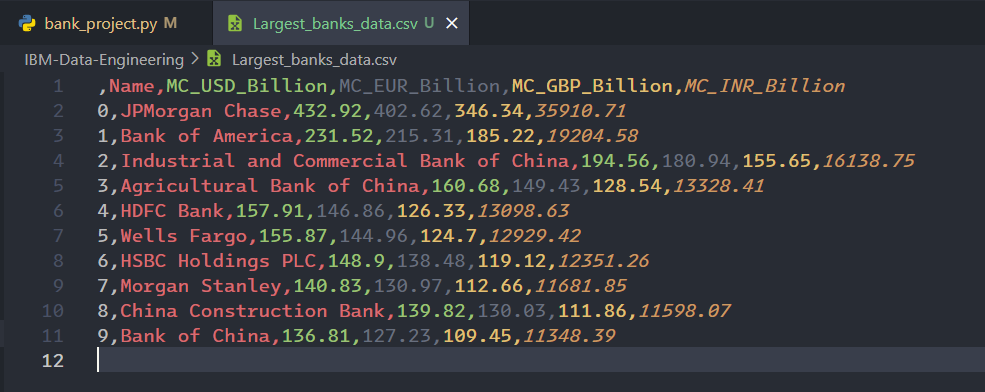 bank_project.py M Largest_banks_data.csv U ×
IBM-Data-Engineering > Largest_banks_data.csv
1 ,Name,MC_USD_Billion,MC_EUR_Billion,MC_GBP_Billion,MC_INR_Billion
2 0,JPMorgan Chase,432.92,402.62,346.34,35910.71
3 1,Bank of America,231.52,215.31,185.22,19204.58
4 2,Industrial and Commercial Bank of China,194.56,180.94,155.65,16138.75
5 3,Agricultural Bank of China,160.68,149.43,128.54,13328.41
6 4,HDFC Bank,157.91,146.86,126.33,13098.63
7 5,Wells Fargo,155.87,144.96,124.7,12929.42
8 6,HSBC Holdings PLC,148.9,138.48,119.12,12351.26
9 7,Morgan Stanley,140.83,130.97,112.66,11681.85
10 8,China Construction Bank,139.82,130.03,111.86,11598.07
11 9,Bank of China,136.81,127.23,109.45,11348.39
12